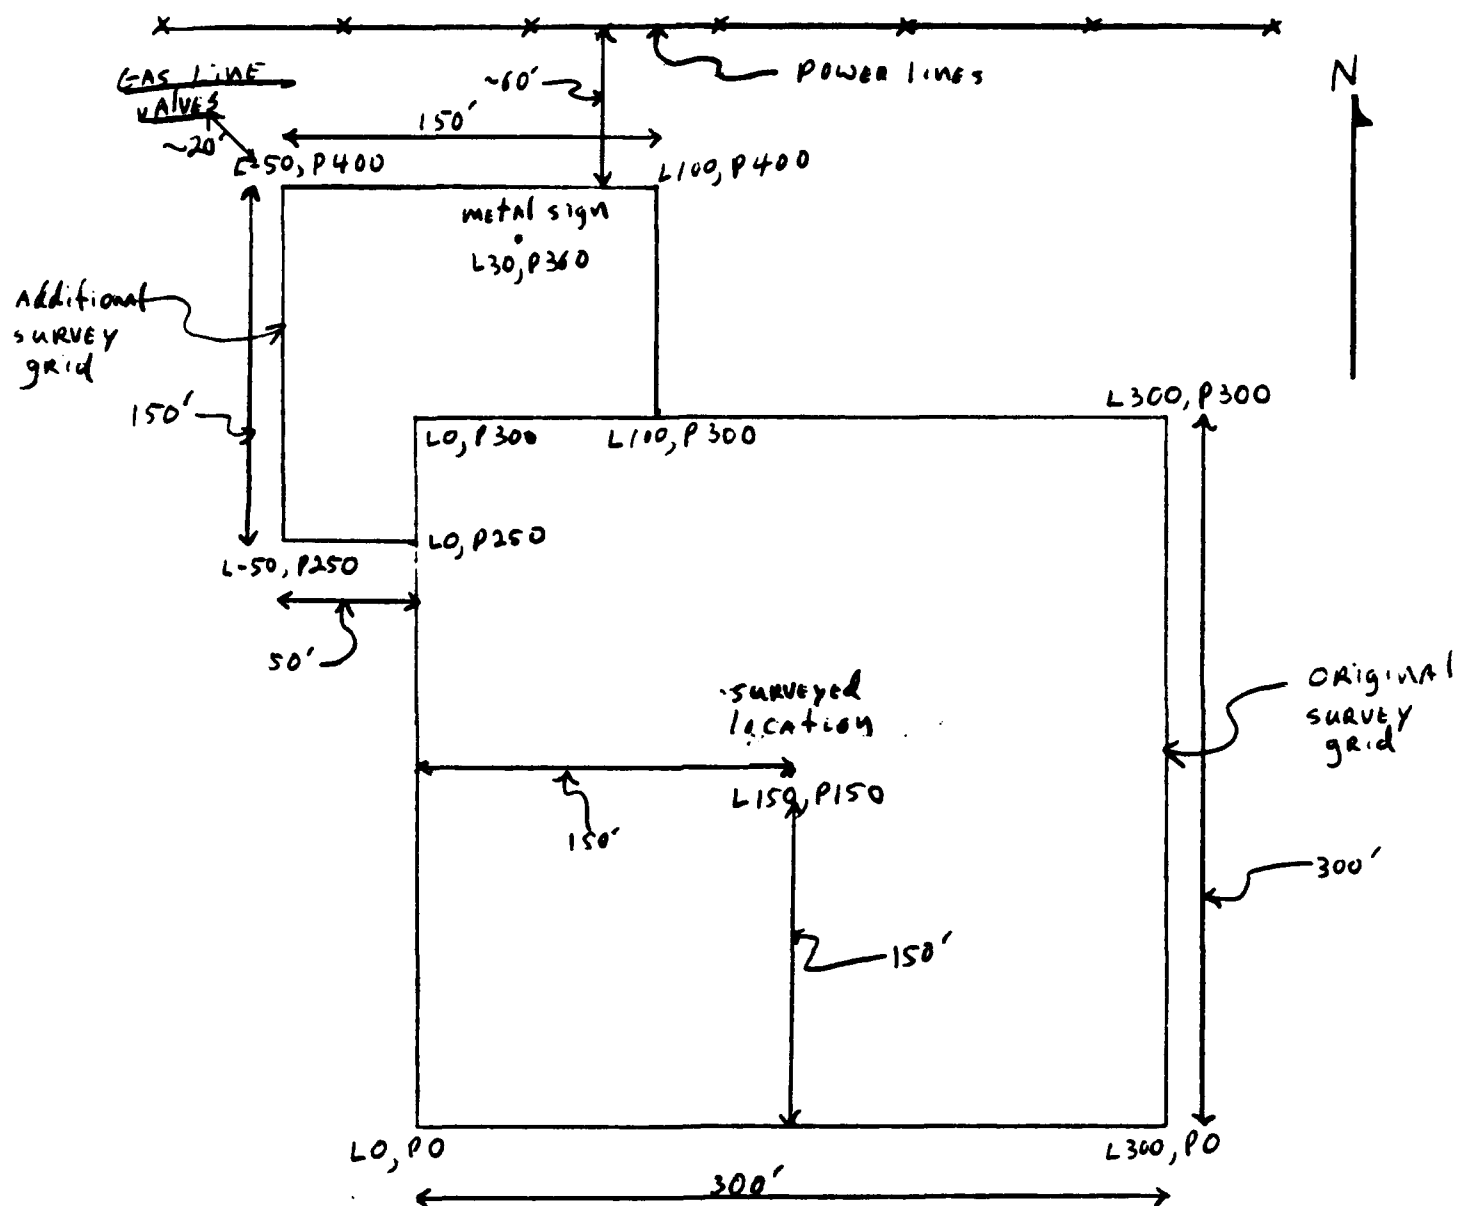 POWER LINES
N
~60'
GAS LINE
VALVES
~20'
150'
L-50, P400
L100, P400
METAL sign
L30, P360
Additional
SURVEY
gRid
150'
L300, P300
L0, P300
L100, P300
L0, P250
L-50, P250
50'
SURVEYED
LOCATION
ORiginAl
SURVEY
gRid
L150, P150
150'
300'
150'
L0, P0
L300, P0
300'